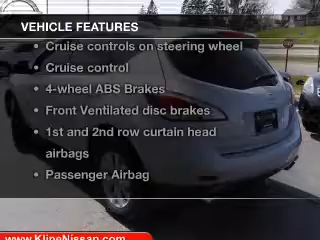 VEHICLE FEATURES
• Cruise controls on steering wheel
• Cruise control
• 4-wheel ABS Brakes
• Front Ventilated disc brakes
• 1st and 2nd row curtain head
airbags
• Passenger Airbag
www.KlineNissan.com